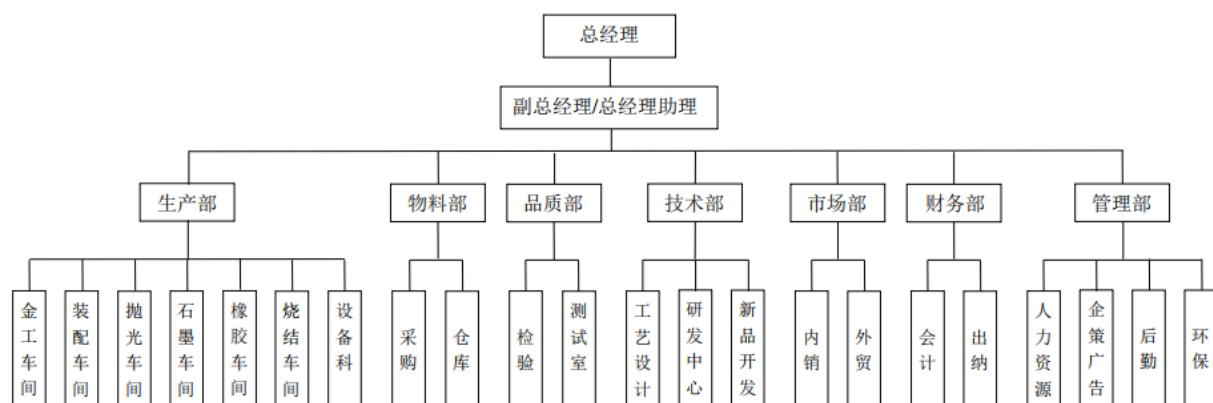 总经理
副总经理/总经理助理
生产部
物料部
品质部
技术部
市场部
财务部
管理部
金工车间
装配车间
抛光车间
石墨车间
橡胶车间
烧结车间
设备科
采购
仓库
检验
测试室
工艺设计
研发中心
新品开发
内销
外贸
会计
出纳
人力资源
企策广告
后勤
环保